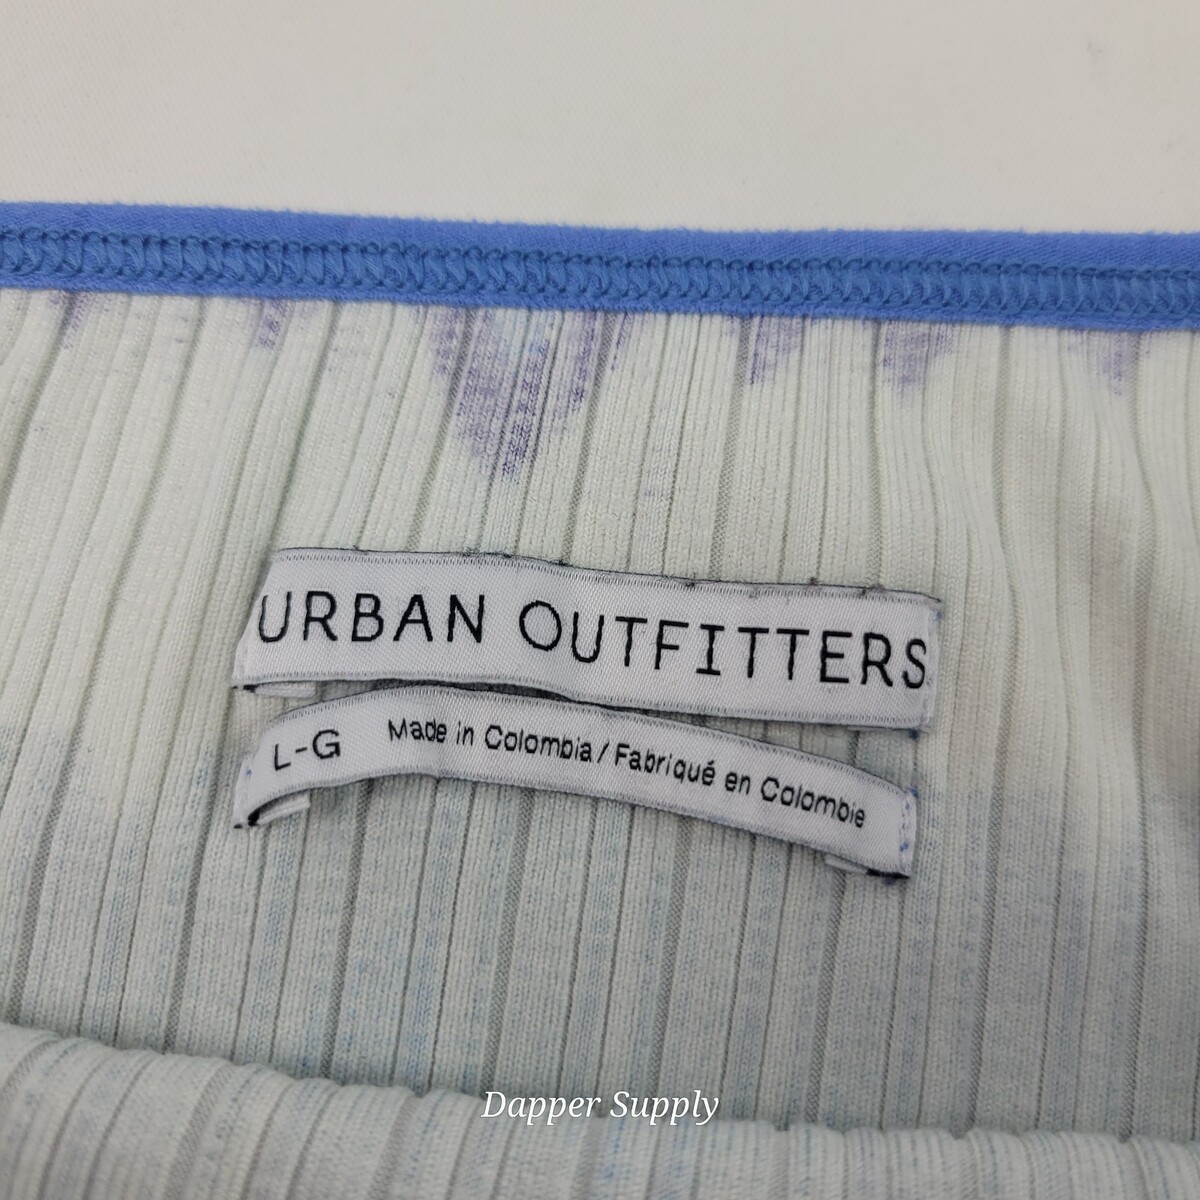 URBAN OUTFITTERS
L-G Made in Colombia / Fabriqué en Colombie
Dapper Supply